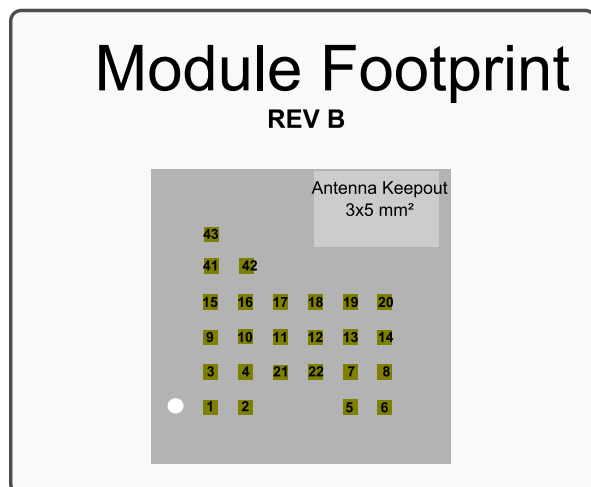 Module Footprint
REV B
Antenna Keepout
3x5 mm²
43
41 42
15 16 17 18 19 20
9 10 11 12 13 14
3 4 21 22 7 8
1 2 5 6